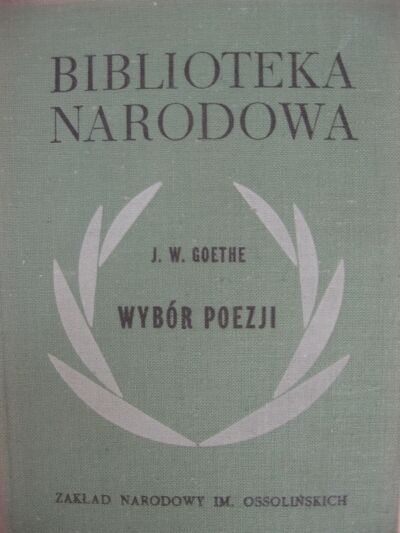 BIBLIOTEKA
NARODOWA
J. W. GOETHE
WYBÓR POEZJI
ZAKŁAD NARODOWY IM. OSSOLIŃSKICH